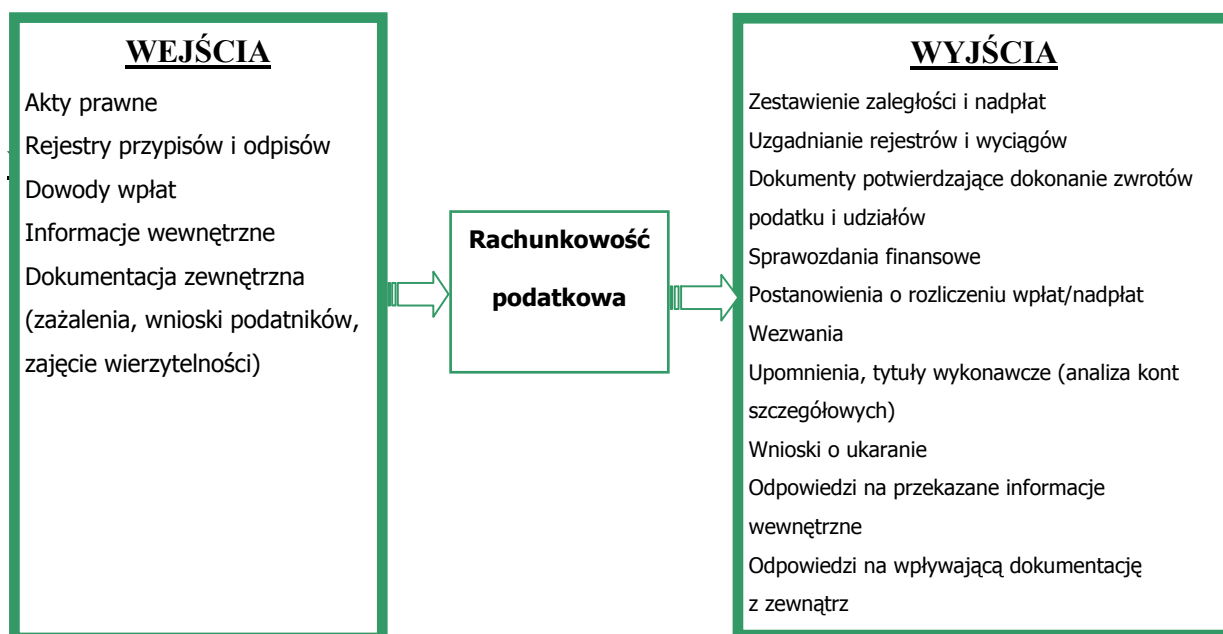 WEJŚCIA
Akty prawne
Rejestry przypisów i odpisów
Dowody wpłat
Informacje wewnętrzne
Dokumentacja zewnętrzna
(zażalenia, wnioski podatników,
zajęcie wierzytelności)
Rachunkowość
podatkowa
WYJŚCIA
Zestawienie zaległości i nadpłat
Uzgadnianie rejestrów i wyciągów
Dokumenty potwierdzające dokonanie zwrotów
podatku i udziałów
Sprawozdania finansowe
Postanowienia o rozliczeniu wpłat/nadpłat
Wezwania
Upomnienia, tytuły wykonawcze (analiza kont
szczegółowych)
Wnioski o ukaranie
Odpowiedzi na przekazane informacje
wewnętrzne
Odpowiedzi na wpływającą dokumentację
z zewnątrz